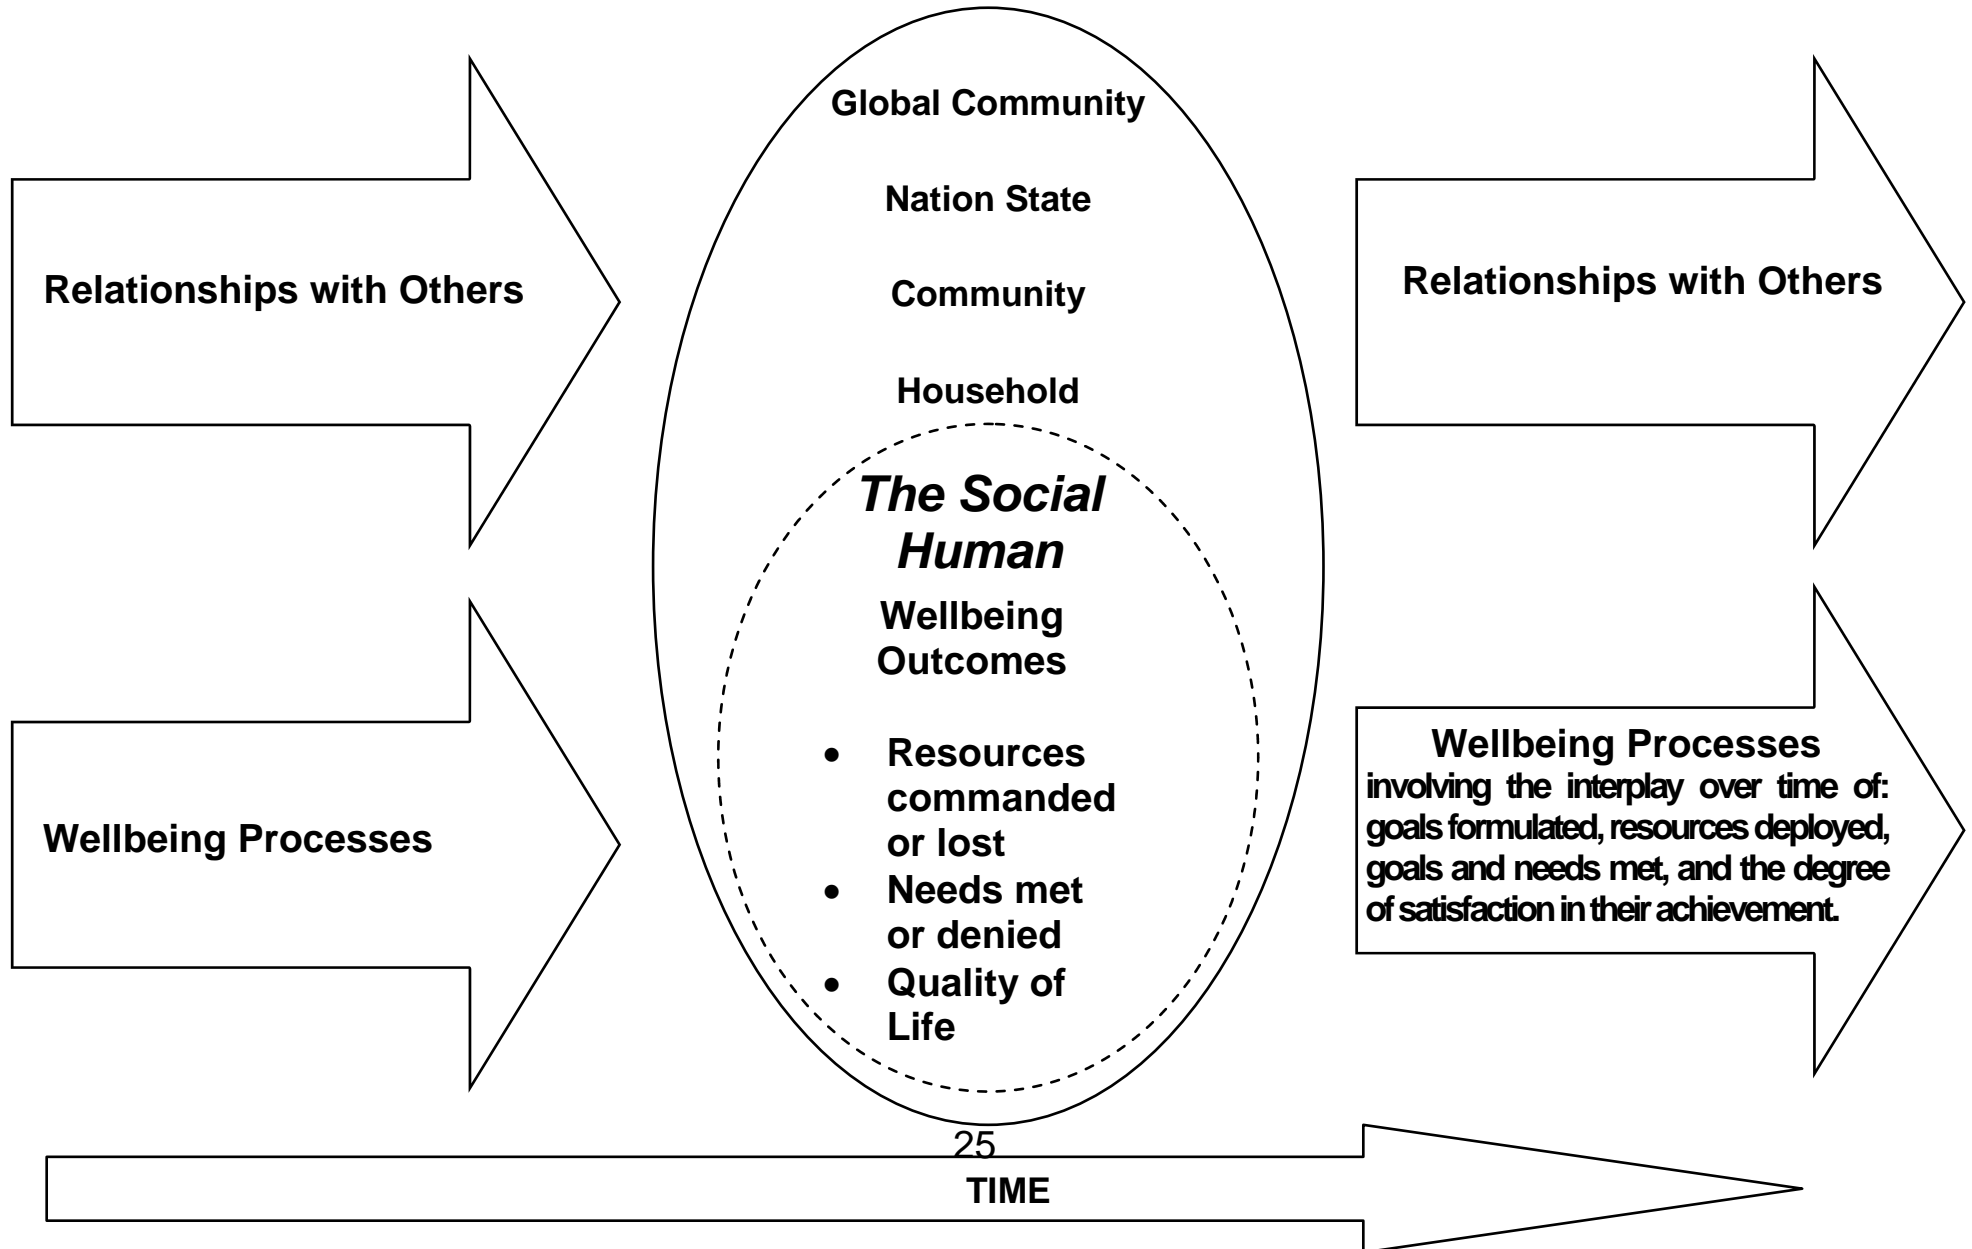 Relationships with Others
Wellbeing Processes
Global Community
Nation State
Community
Household
The Social
Human
Wellbeing
Outcomes
• Resources
commanded
or lost
• Needs met
or denied
• Quality of
Life
Relationships with Others
Wellbeing Processes
involving the interplay over time of:
goals formulated, resources deployed,
goals and needs met, and the degree
of satisfaction in their achievement.
25
TIME